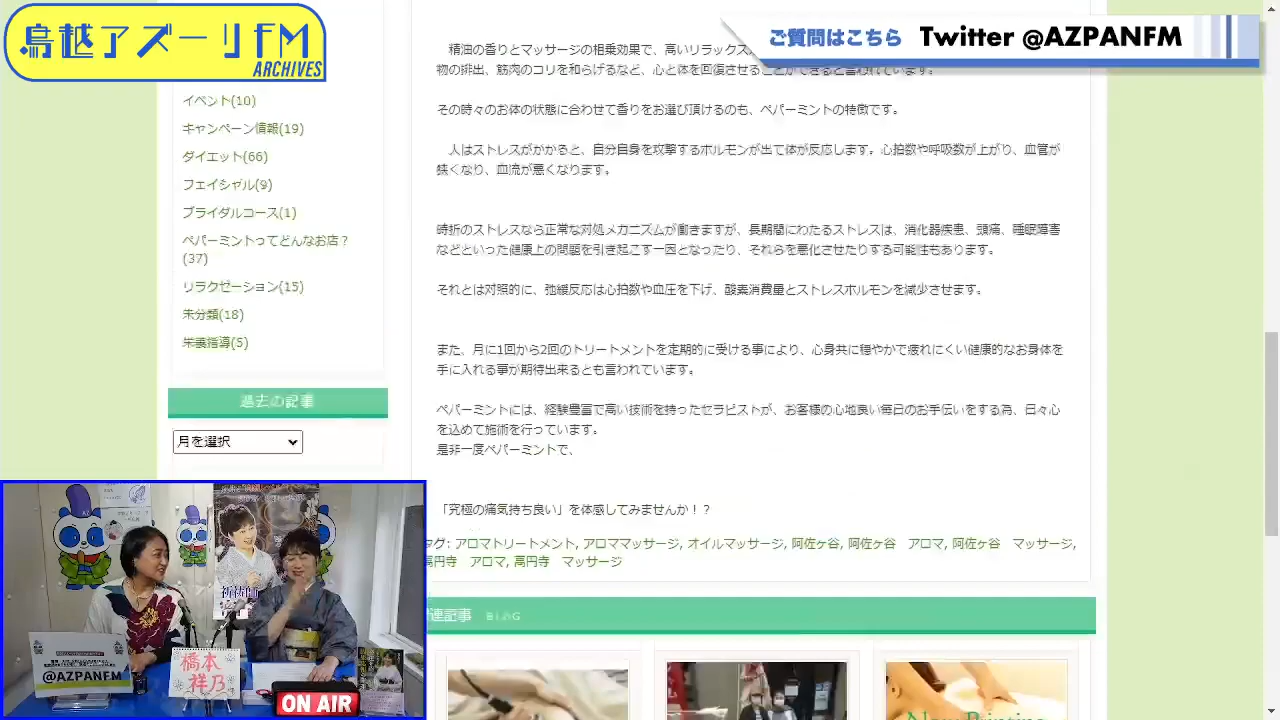 鳥越アズーリFM
ARCHIVES
ご質問はこちら Twitter @AZPANFM
イベント(10)
キャンペーン情報(19)
ダイエット(66)
フェイシャル(9)
ブライダルコース(1)
ペパーミントってどんなお店？
(37)
リラクゼーション(15)
未分類(18)
栄養指導(5)
過去の記事
月を選択
精油の香りとマッサージの相乗効果で、高いリラックス
物の排出、筋肉のコリを和らげるなど、心と体を回復させることができると言われています。
その時々のお体の状態に合わせて香りをお選び頂けるのも、ペパーミントの特徴です。
人はストレスがかかると、自分自身を攻撃するホルモンが出て体が反応します。心拍数や呼吸数が上がり、血管が
狭くなり、血流が悪くなります。
時折のストレスなら正常な対処メカニズムが働きますが、長期間にわたるストレスは、消化器疾患、頭痛、睡眠障害
などといった健康上の問題を引き起こす一因となったり、それらを悪化させたりする可能性もあります。
それとは対照的に、弛緩反応は心拍数や血圧を下げ、酸素消費量とストレスホルモンを減少させます。
また、月に1回から2回のトリートメントを定期的に受ける事により、心身共に穏やかで疲れにくい健康的なお身体を
手に入れる事が期待出来るとも言われています。
ペパーミントには、経験豊富で高い技術を持ったセラピストが、お客様の心地良い毎日のお手伝いをする為、日々心
を込めて施術を行っています。
是非一度ペパーミントで、
「究極の痛気持ち良い」を体感してみませんか！？
タグ: アロマトリートメント, アロママッサージ, オイルマッサージ, 阿佐ヶ谷, 阿佐ヶ谷 アロマ, 阿佐ヶ谷 マッサージ,
高円寺 アロマ, 高円寺 マッサージ
連記事 BLOG
@AZPANFM
橋本
祥乃
ON AIR
Now Printing